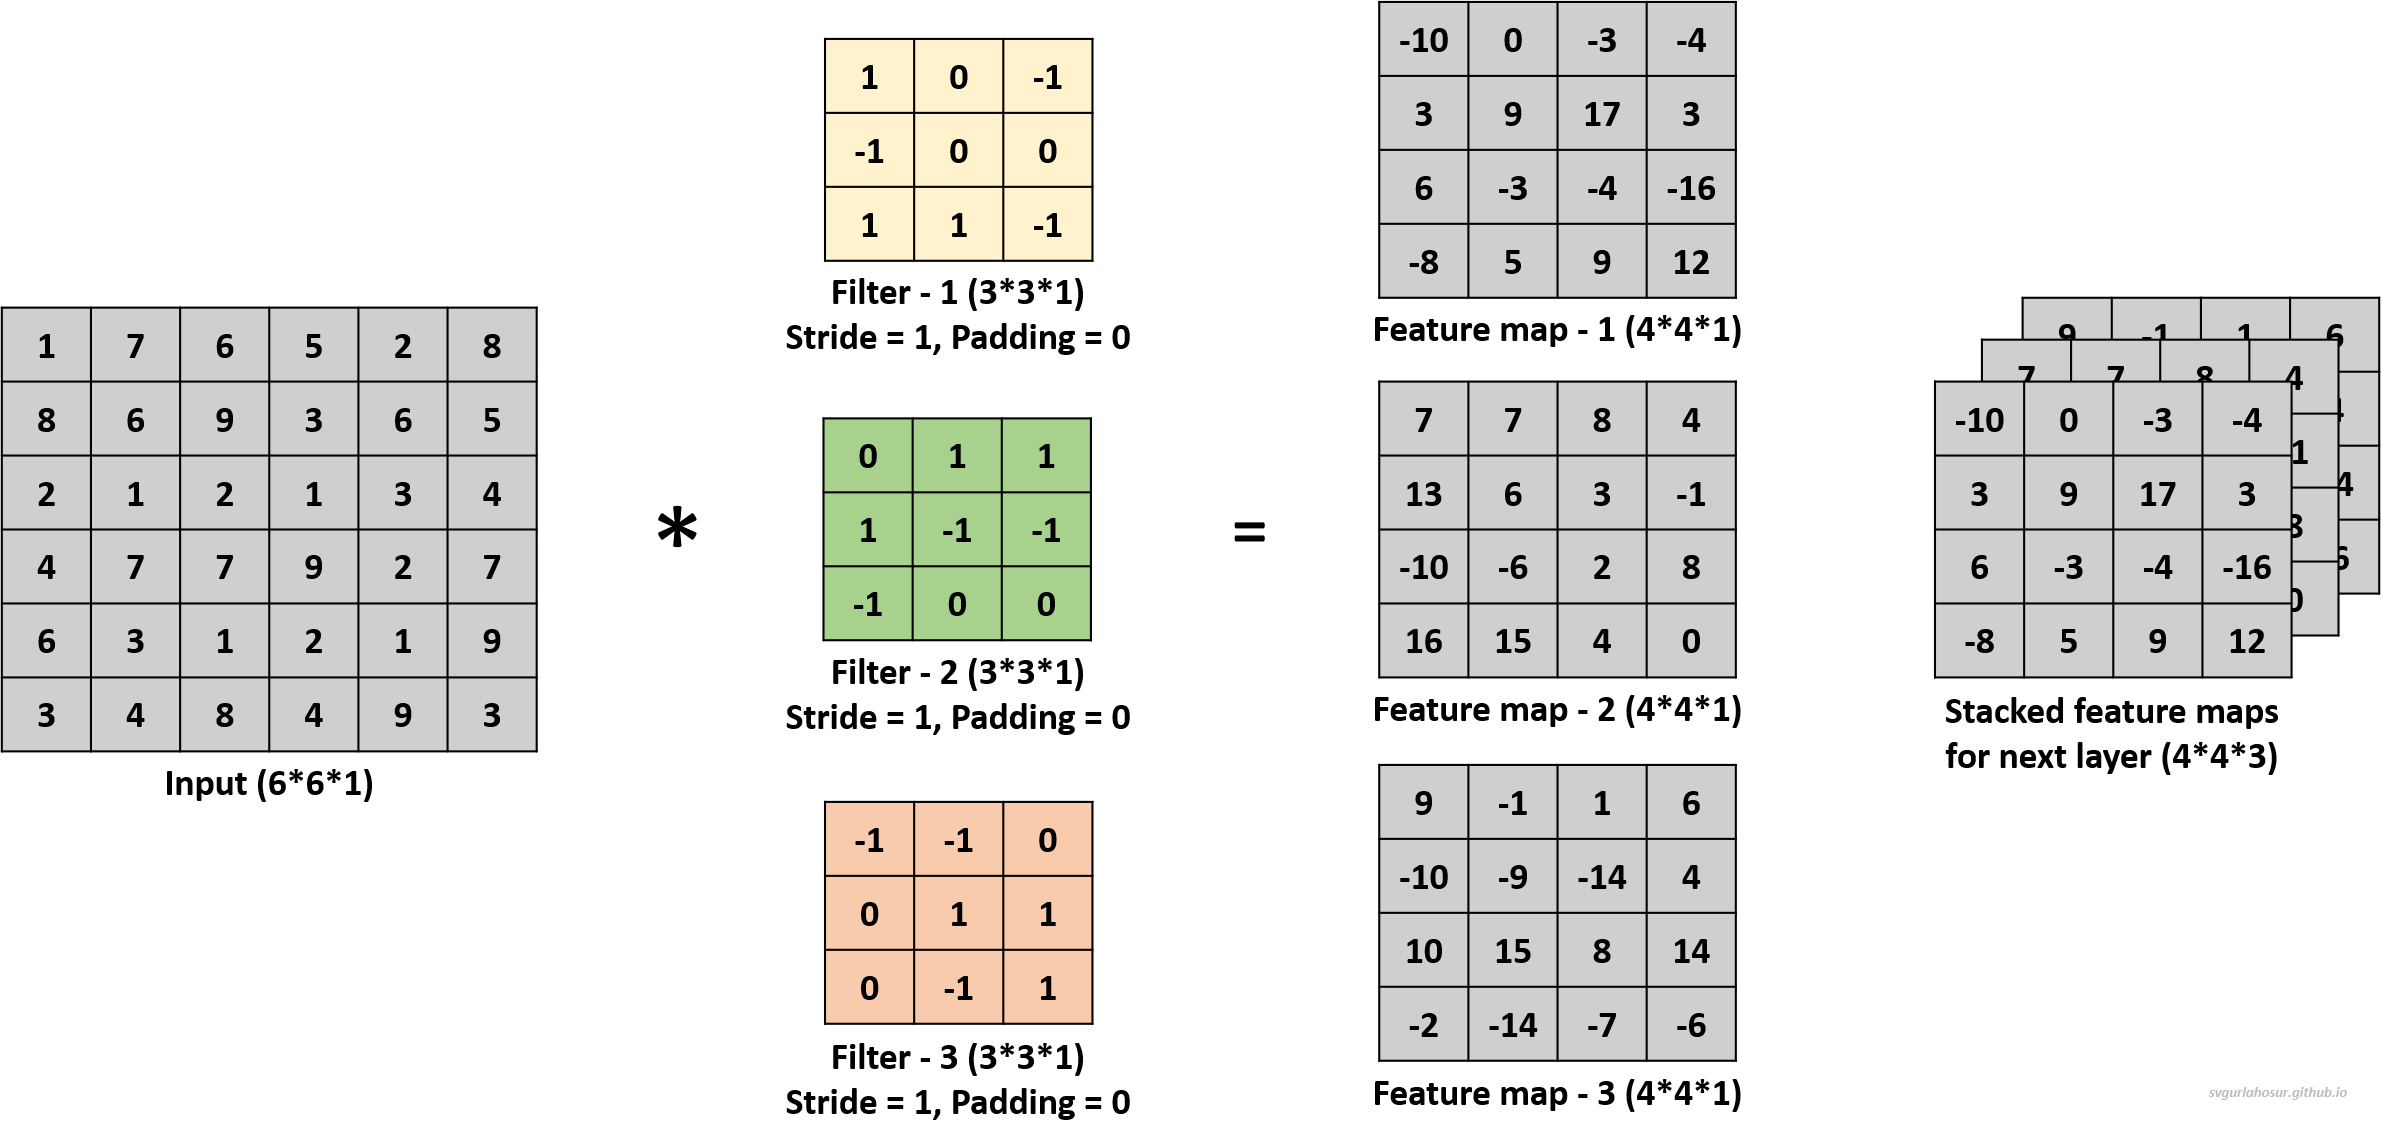 1 7 6 5 2 8
8 6 9 3 6 5
2 1 2 1 3 4
4 7 7 9 2 7
6 3 1 2 1 9
3 4 8 4 9 3
Input (6*6*1)
*
1 0 -1
-1 0 0
1 1 -1
Filter - 1 (3*3*1)
Stride = 1, Padding = 0
0 1 1
1 -1 -1
-1 0 0
Filter - 2 (3*3*1)
Stride = 1, Padding = 0
-1 -1 0
0 1 1
0 -1 1
Filter - 3 (3*3*1)
Stride = 1, Padding = 0
=
-10 0 -3 -4
3 9 17 3
6 -3 -4 -16
-8 5 9 12
Feature map - 1 (4*4*1)
7 7 8 4
13 6 3 -1
-10 -6 2 8
16 15 4 0
Feature map - 2 (4*4*1)
9 -1 1 6
-10 -9 -14 4
10 15 8 14
-2 -14 -7 -6
Feature map - 3 (4*4*1)
9 -1 1 6
7 7 8 4
-10 0 -3 -4
3 9 17 3
6 -3 -4 -16
-8 5 9 12
Stacked feature maps
for next layer (4*4*3)
svgurlahosur.github.io